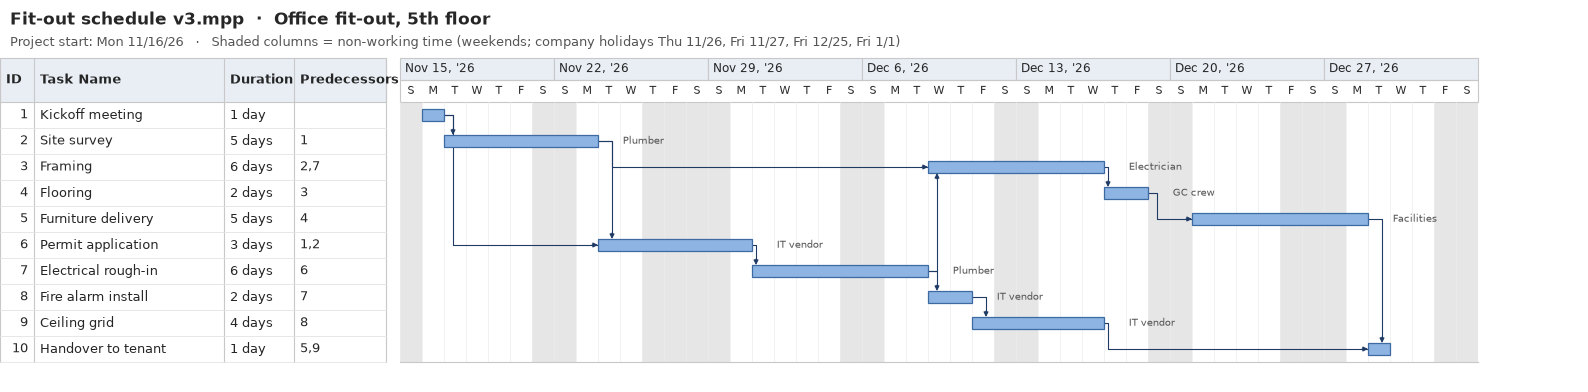 Fit-out schedule v3.mpp · Office fit-out, 5th floor
Project start: Mon 11/16/26 · Shaded columns = non-working time (weekends; company holidays Thu 11/26, Fri 11/27, Fri 12/25, Fri 1/1)
ID Task Name Duration Predecessors Nov 15, '26 Nov 22, '26 Nov 29, '26 Dec 6, '26 Dec 13, '26 Dec 20, '26 Dec 27, '26
S M T W T F S S M T W T F S S M T W T F S S M T W T F S S M T W T F S S M T W T F S S M T W T F S
1 Kickoff meeting 1 day
2 Site survey 5 days 1 Plumber
3 Framing 6 days 2,7 Electrician
4 Flooring 2 days 3 GC crew
5 Furniture delivery 5 days 4 Facilities
6 Permit application 3 days 1,2 IT vendor
7 Electrical rough-in 6 days 6 Plumber
8 Fire alarm install 2 days 7 IT vendor
9 Ceiling grid 4 days 8 IT vendor
10 Handover to tenant 1 day 5,9